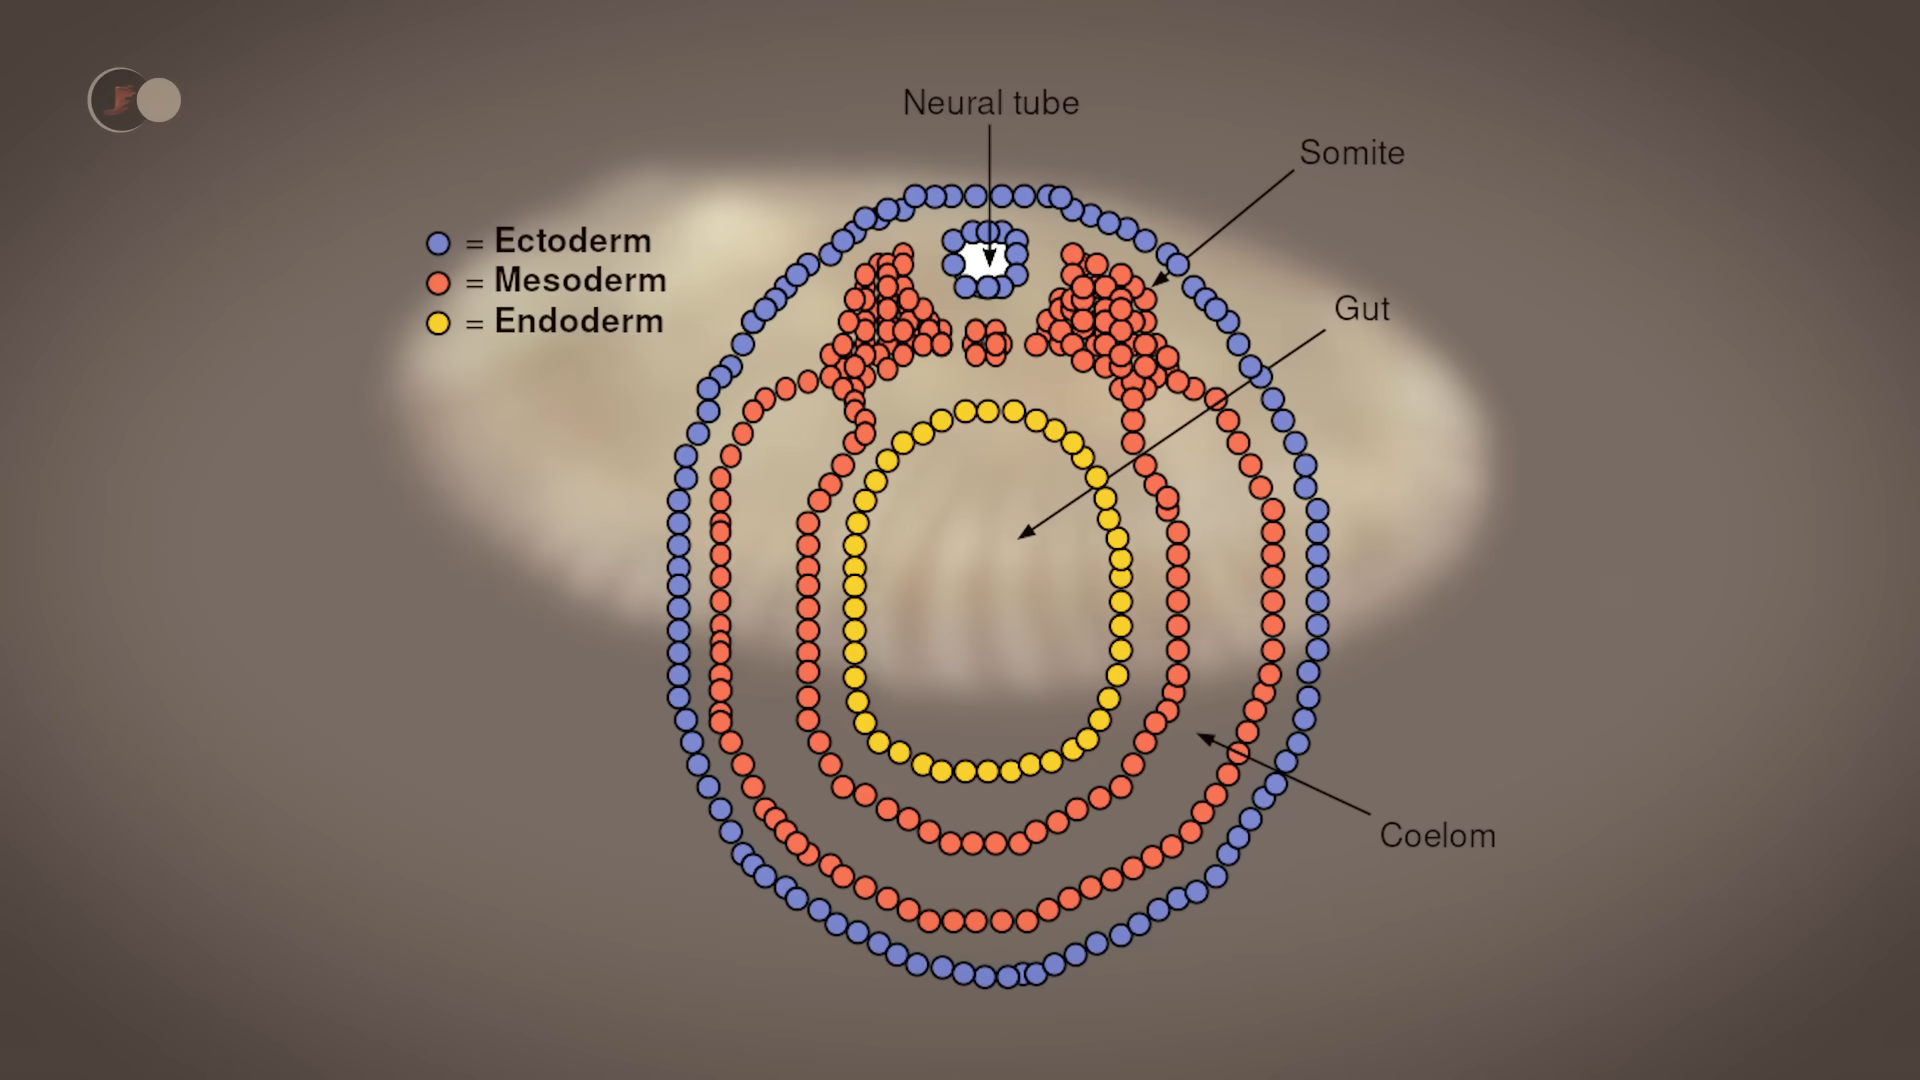 Neural tube
Somite
= Ectoderm
= Mesoderm
= Endoderm
Gut
Coelom